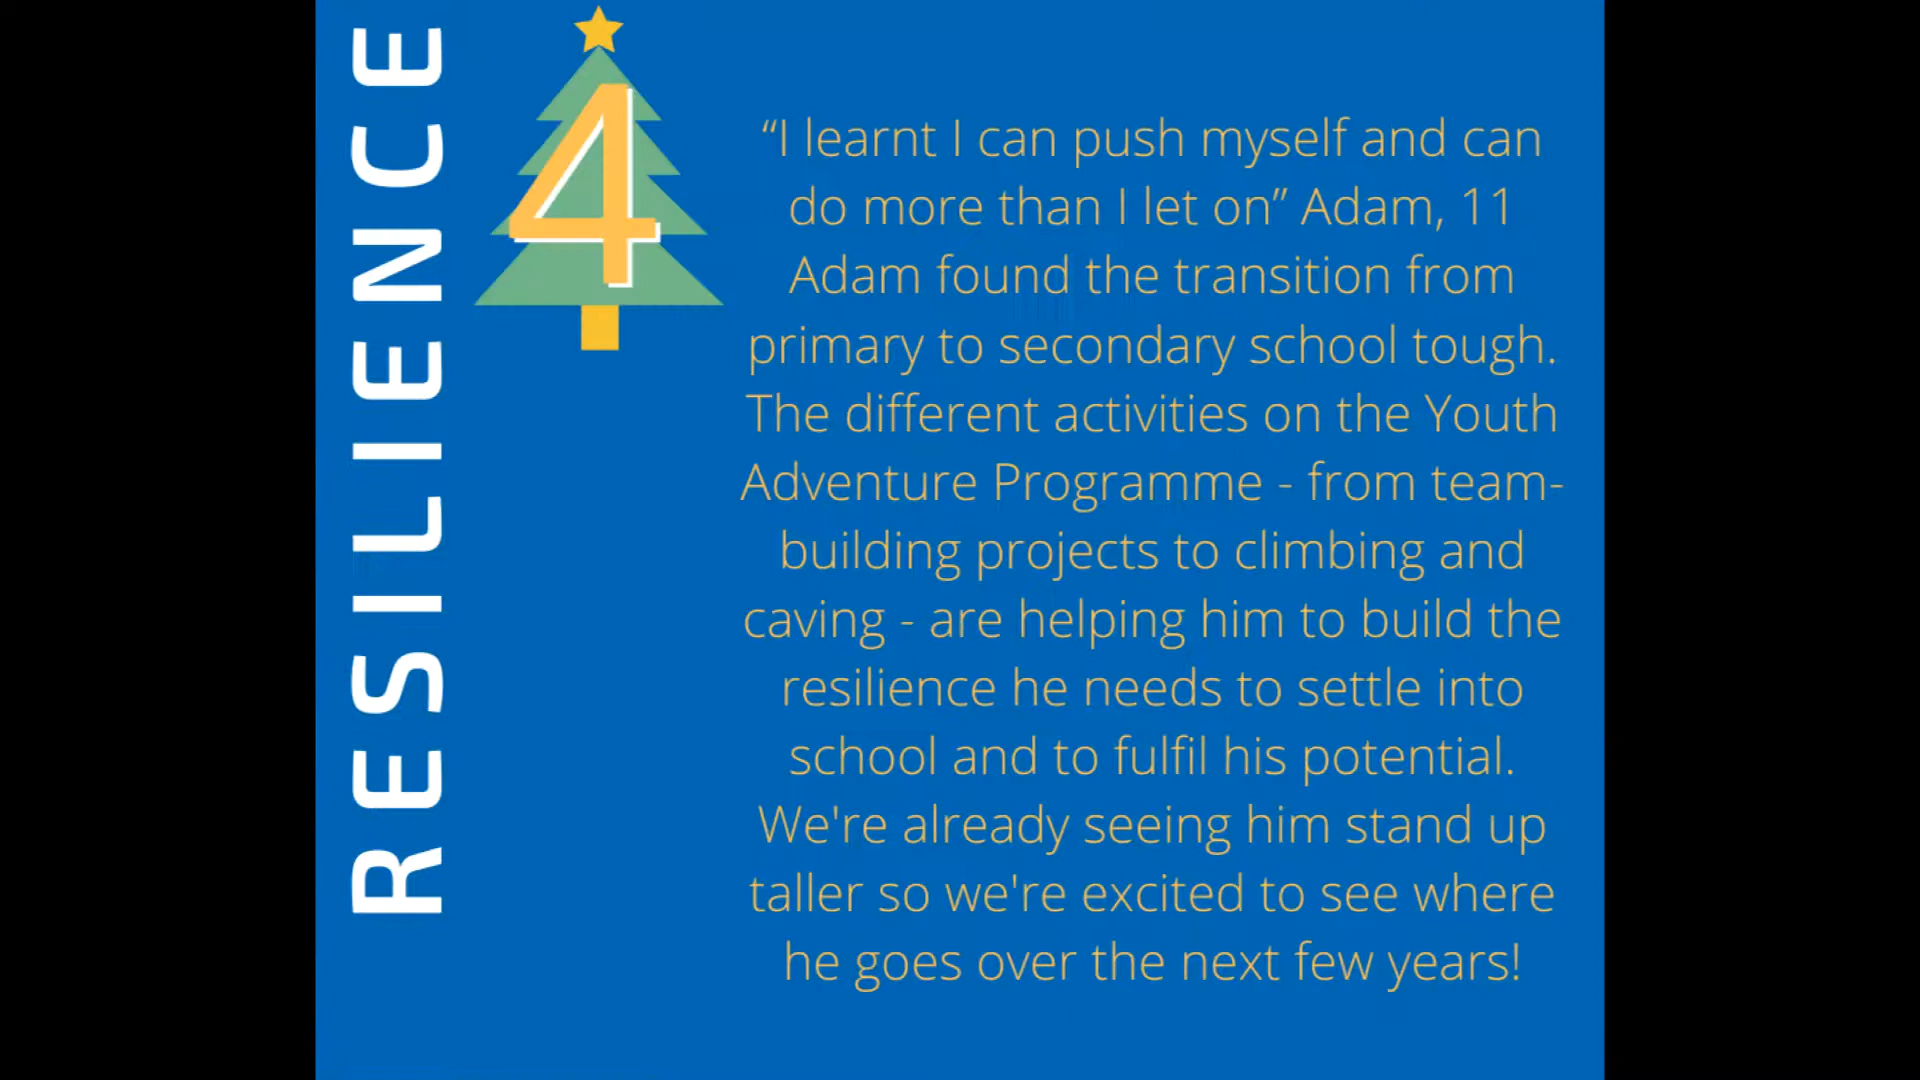 RESILIENCE
4
“I learnt I can push myself and can
do more than I let on” Adam, 11
Adam found the transition from
primary to secondary school tough.
The different activities on the Youth
Adventure Programme - from team-
building projects to climbing and
caving - are helping him to build the
resilience he needs to settle into
school and to fulfil his potential.
We're already seeing him stand up
taller so we're excited to see where
he goes over the next few years!